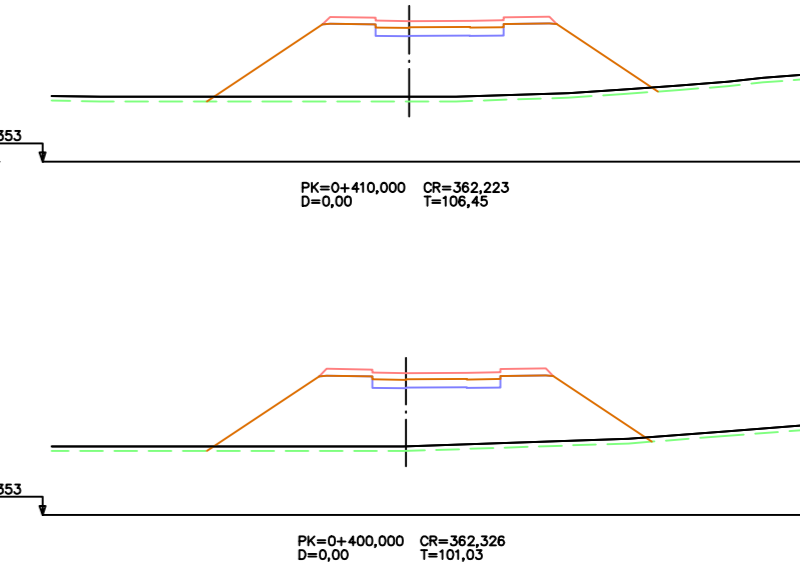 353
PK=0+410,000 CR=362,223
D=0,00 T=106,45
353
PK=0+400,000 CR=362,326
D=0,00 T=101,03